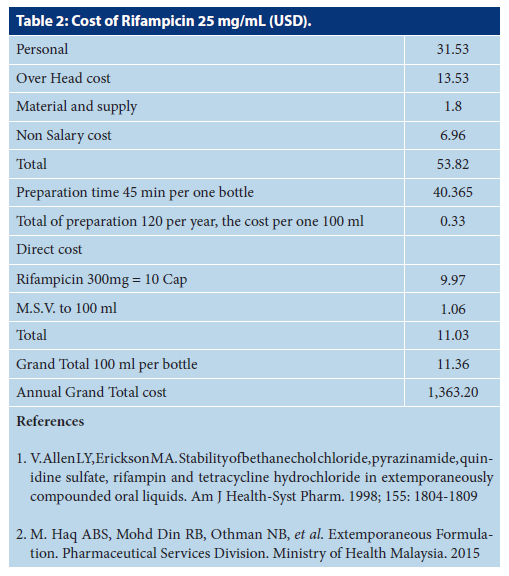 Table 2: Cost of Rifampicin 25 mg/mL (USD).
Personal 31.53
Over Head cost 13.53
Material and supply 1.8
Non Salary cost 6.96
Total 53.82
Preparation time 45 min per one bottle 40.365
Total of preparation 120 per year, the cost per one 100 ml 0.33
Direct cost
Rifampicin 300mg = 10 Cap 9.97
M.S.V. to 100 ml 1.06
Total 11.03
Grand Total 100 ml per bottle 11.36
Annual Grand Total cost 1,363.20
References
1. V.AllenLY,EricksonMA.Stabilityofbethanecholchloride,pyrazinamide,quin-
idine sulfate, rifampin and tetracycline hydrochloride in extemporaneously
compounded oral liquids. Am J Health-Syst Pharm. 1998; 155: 1804-1809
2. M. Haq ABS, Mohd Din RB, Othman NB, et al. Extemporaneous Formula-
tion. Pharmaceutical Services Division. Ministry of Health Malaysia. 2015